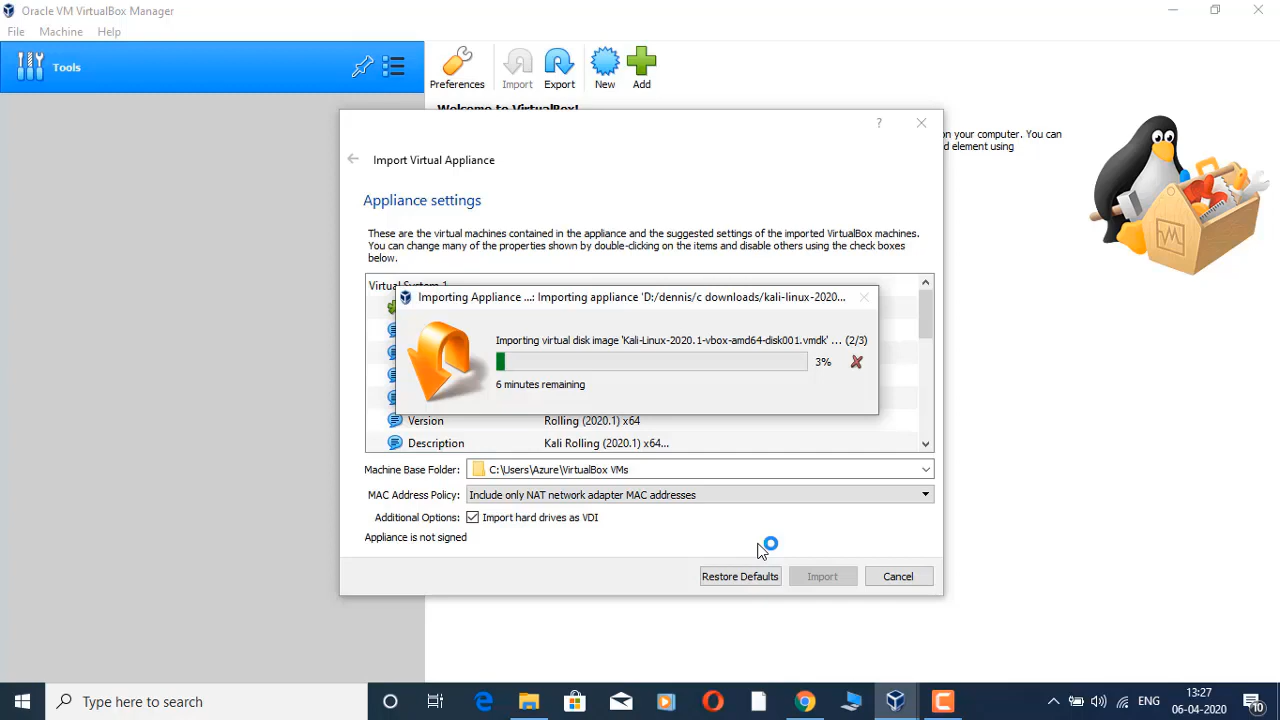 Oracle VM VirtualBox Manager
File Machine Help
Tools
Preferences Import Export New Add
Welcome to VirtualBox!
on your computer. You can
d element using
?
Import Virtual Appliance
Appliance settings
These are the virtual machines contained in the appliance and the suggested settings of the imported VirtualBox machines.
You can change many of the properties shown by double-clicking on the items and disable others using the check boxes
below.
Virtual System 1
Importing Appliance ...: Importing appliance 'D:/dennis/c downloads/kali-linux-2020...
Importing virtual disk image 'Kali-Linux-2020.1-vbox-amd64-disk001.vmdk' ... (2/3)
3%
6 minutes remaining
Version Rolling (2020.1) x64
Description Kali Rolling (2020.1) x64...
Machine Base Folder: C:\Users\Azure\VirtualBox VMs
MAC Address Policy: Include only NAT network adapter MAC addresses
Additional Options: Import hard drives as VDI
Appliance is not signed
Restore Defaults Import Cancel
Type here to search
ENG
13:27
06-04-2020
10